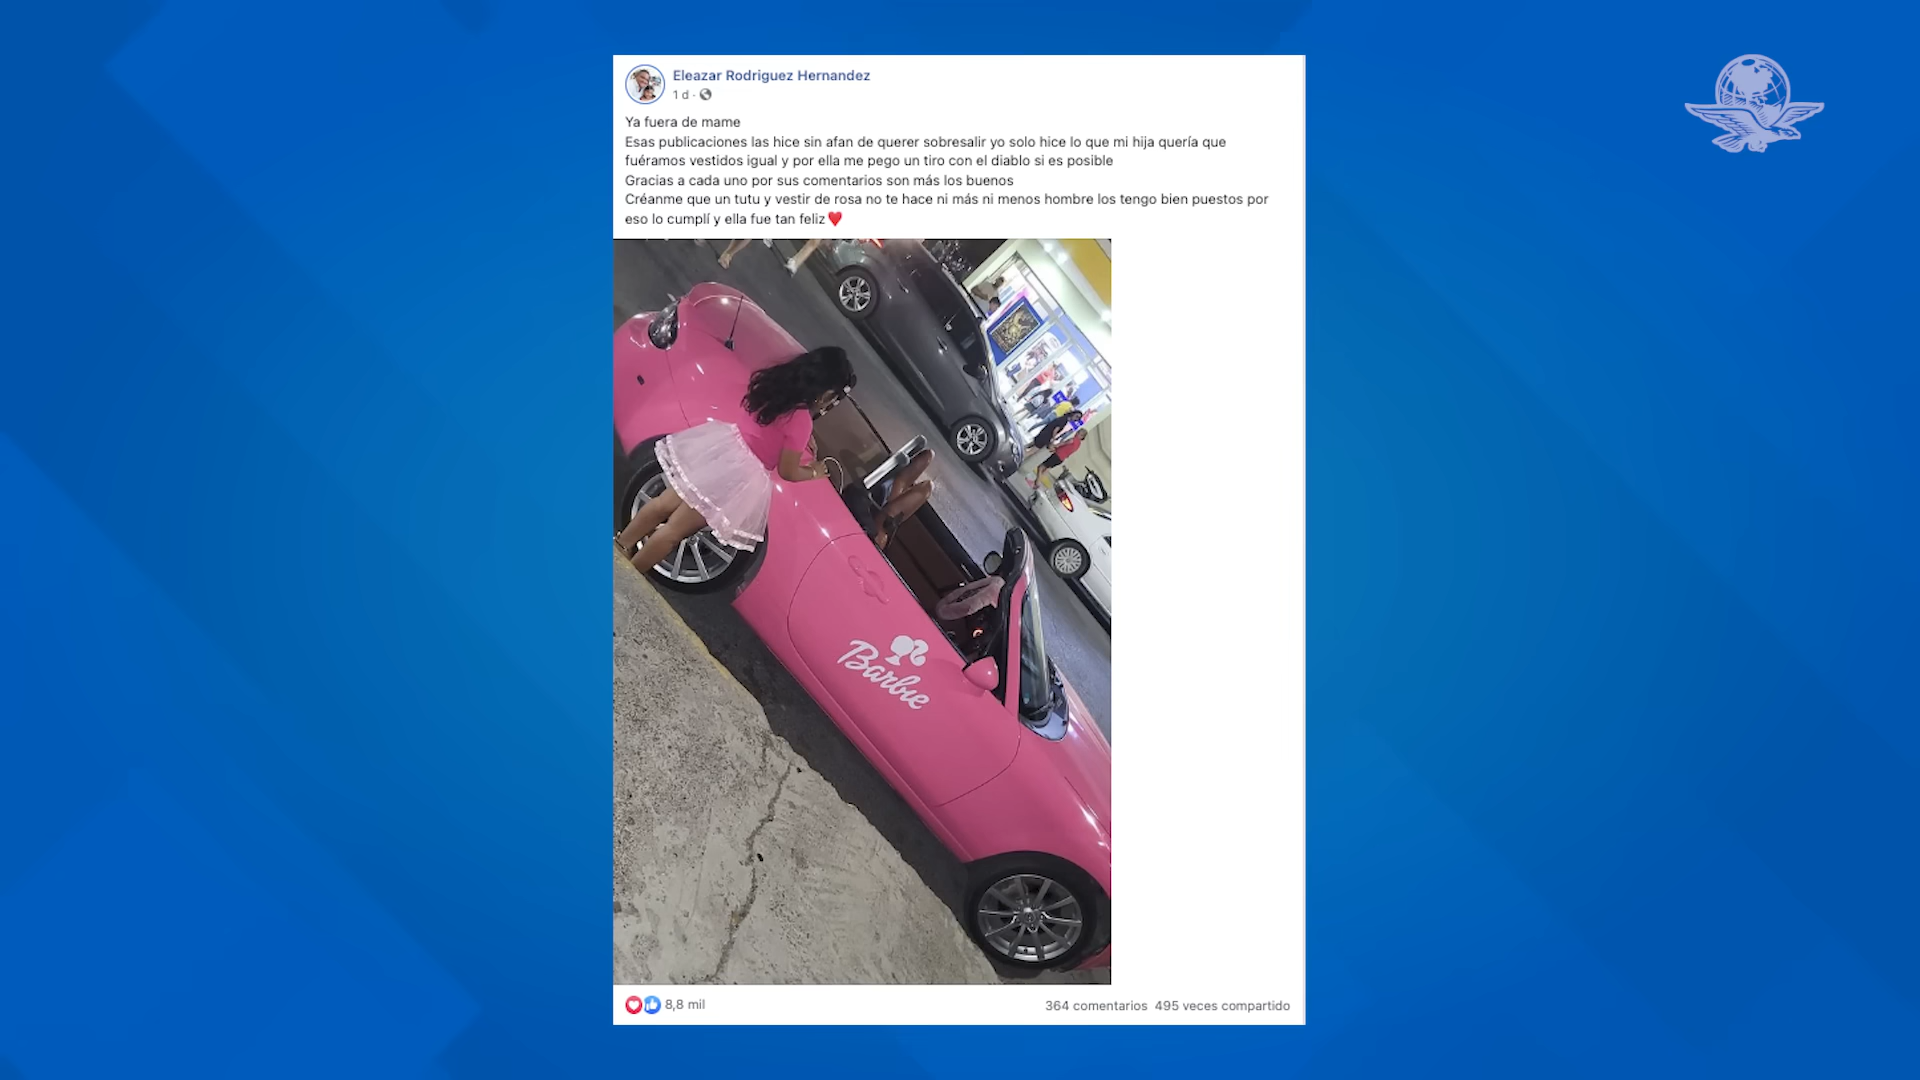 Eleazar Rodriguez Hernandez
1 d ·
Ya fuera de mame
Esas publicaciones las hice sin afan de querer sobresalir yo solo hice lo que mi hija quería que
fuéramos vestidos igual y por ella me pego un tiro con el diablo si es posible
Gracias a cada uno por sus comentarios son más los buenos
Créanme que un tutu y vestir de rosa no te hace ni más ni menos hombre los tengo bien puestos por
eso lo cumplí y ella fue tan feliz❤️
Barbie
8,8 mil
364 comentarios 495 veces compartido